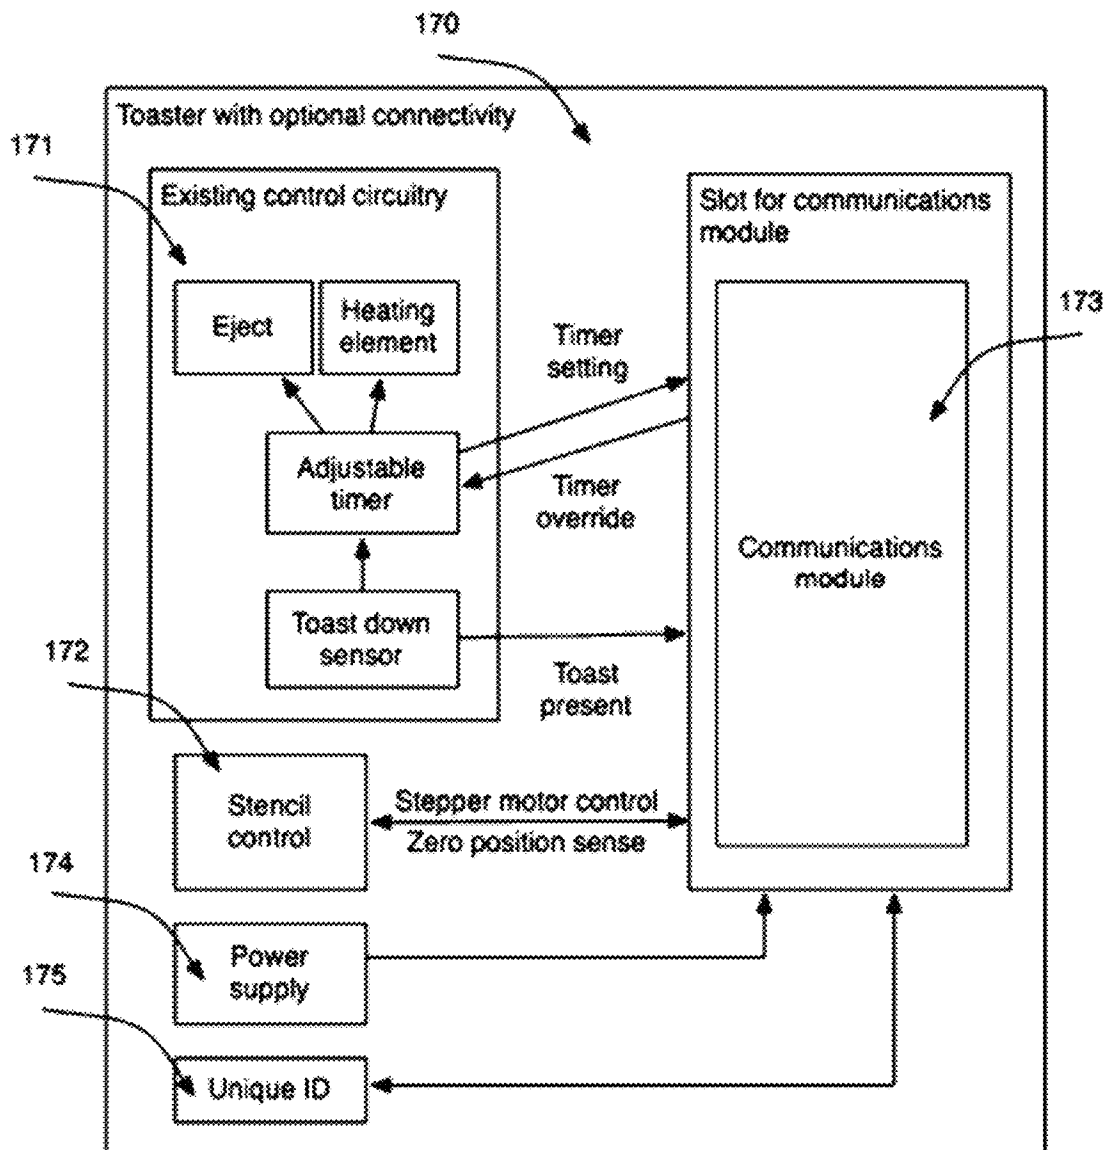 170
Toaster with optional connectivity
171
Existing control circuitry
Slot for communications
module
Eject
Heating
element
173
Timer
setting
Adjustable
timer
Timer
override
Communications
module
Toast down
sensor
172
Toast
present
Stencil
control
Stepper motor control
Zero position sense
174
Power
supply
175
Unique ID